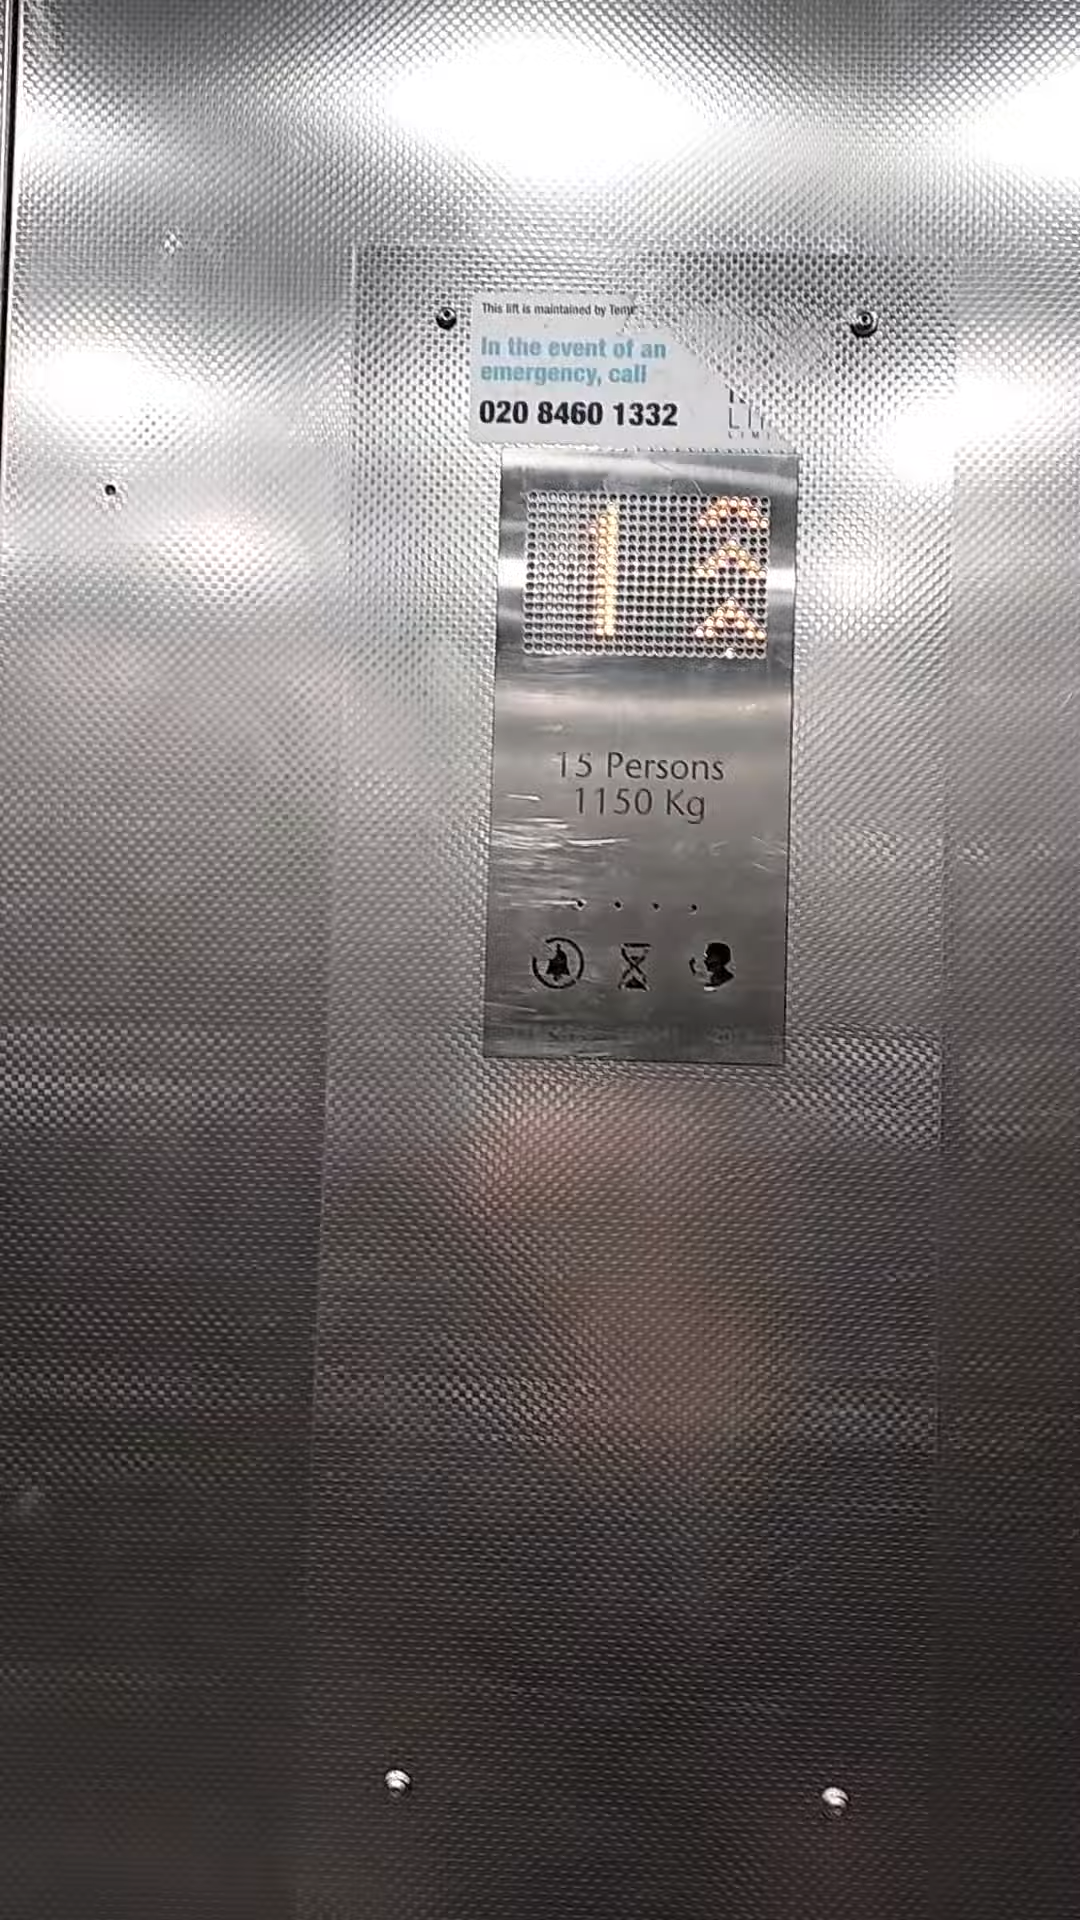 This lift is maintained by
In the event of an
emergency, call
020 8460 1332
1
15 Persons
1150 Kg